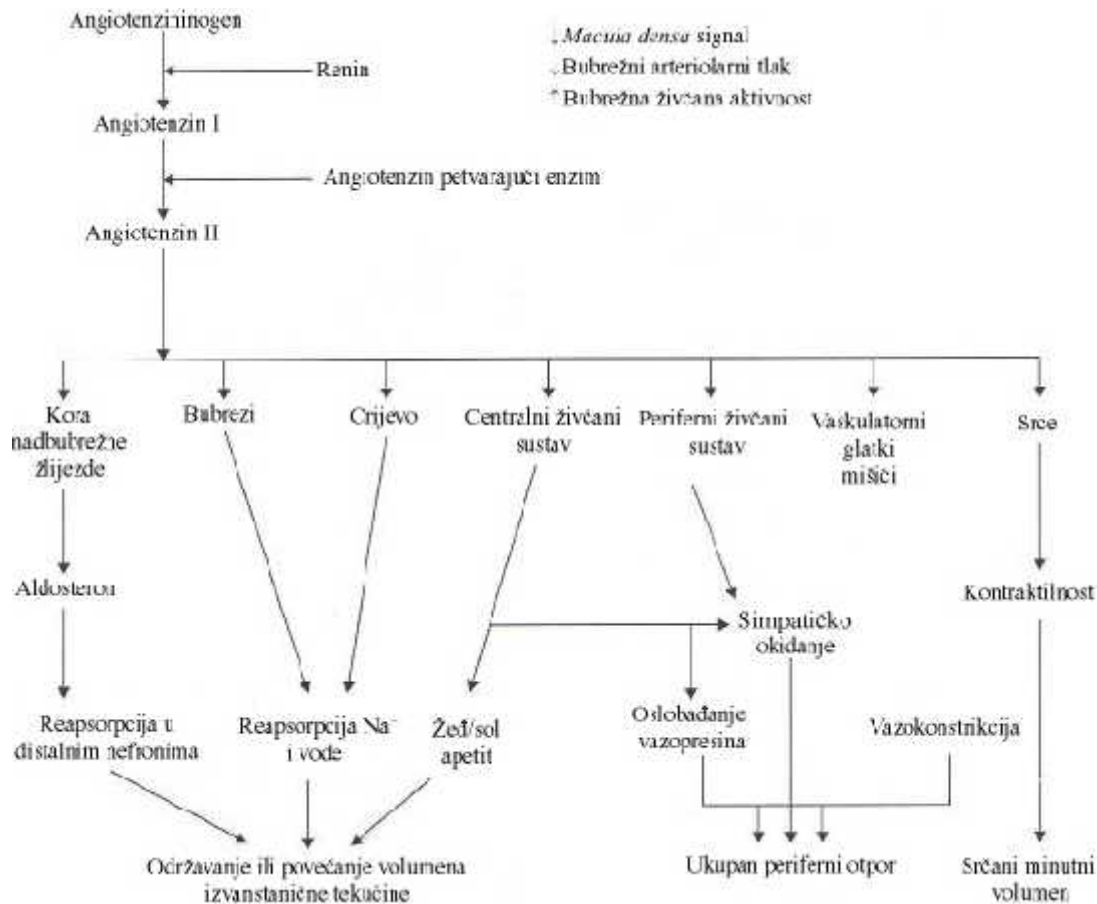 Angiotenzininogen
↓ Macula densa signal
↓ Bubrežni arteriolarni tlak
↑ Bubrežna živčana aktivnost
Renin
Angiotenzin I
Angiotenzin petvarajući enzim
Angiotenzin II
Kora
nadbubrežne
žlijezde
Bubrezi
Crijevo
Centralni živčani
sustav
Periferni živčani
sustav
Vaskulatorni
glatki
mišići
Srce
Aldosteron
Kontraktilnost
Simpatičko
okidanje
Reapsorpcija u
distalnim nefronima
Reapsorpcija Na⁺
i vode
Žeđ/sol
apetit
Oslobađanje
vazopresina
Vazokonstrikcija
Održavanje ili povećanje volumena
izvanstanične tekućine
Ukupan periferni otpor
Srčani minutni
volumen